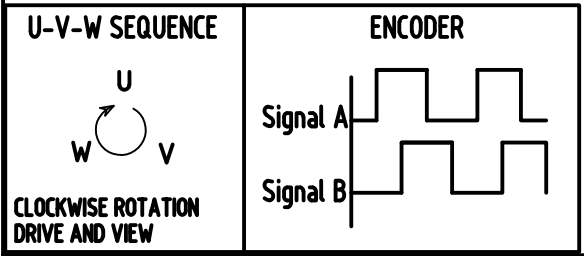 U-V-W SEQUENCE
U
W
V
CLOCKWISE ROTATION
DRIVE AND VIEW
ENCODER
Signal A
Signal B